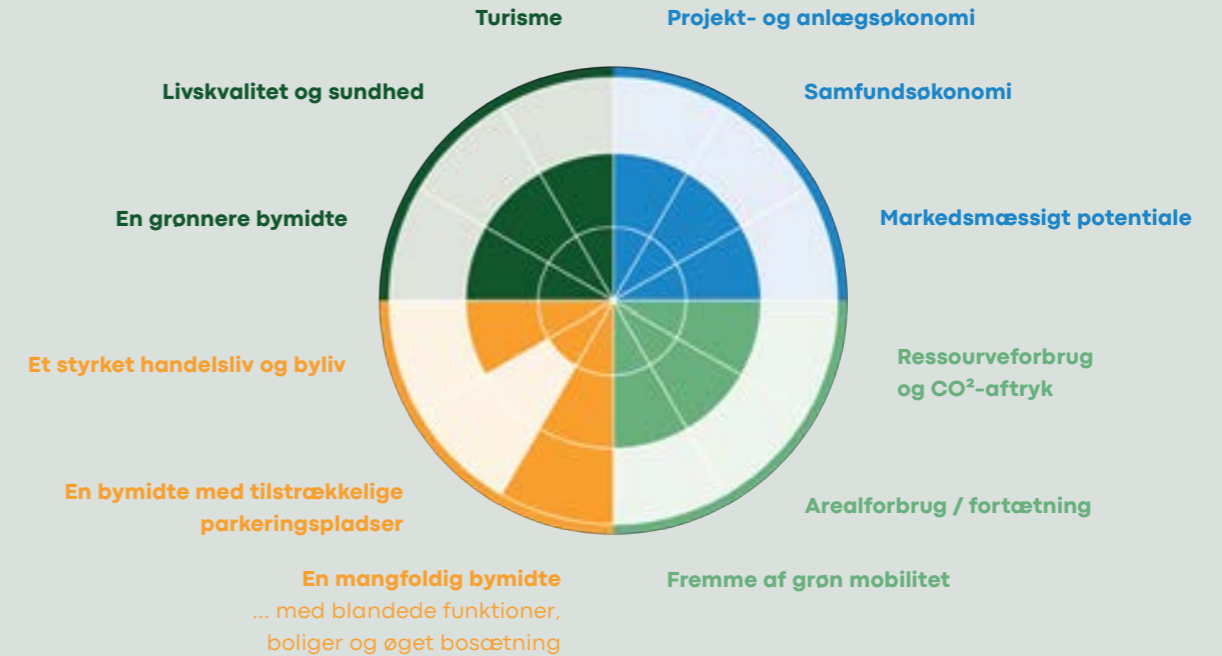 Turisme
Projekt- og anlægsøkonomi
Livskvalitet og sundhed
Samfundsøkonomi
En grønnere bymidte
Markedsmæssigt potentiale
Et styrket handelsliv og byliv
Ressourveforbrug
og CO²-aftryk
En bymidte med tilstrækkelige
parkeringspladser
Arealforbrug / fortætning
En mangfoldig bymidte
... med blandede funktioner,
boliger og øget bosætning
Fremme af grøn mobilitet